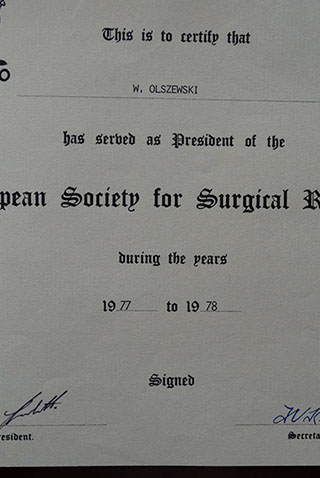 This is to certify that
W. OLSZEWSKI
has served as President of the
pean Society for Surgical R
during the years
1977 to 1978
Signed
esident.
Secreta